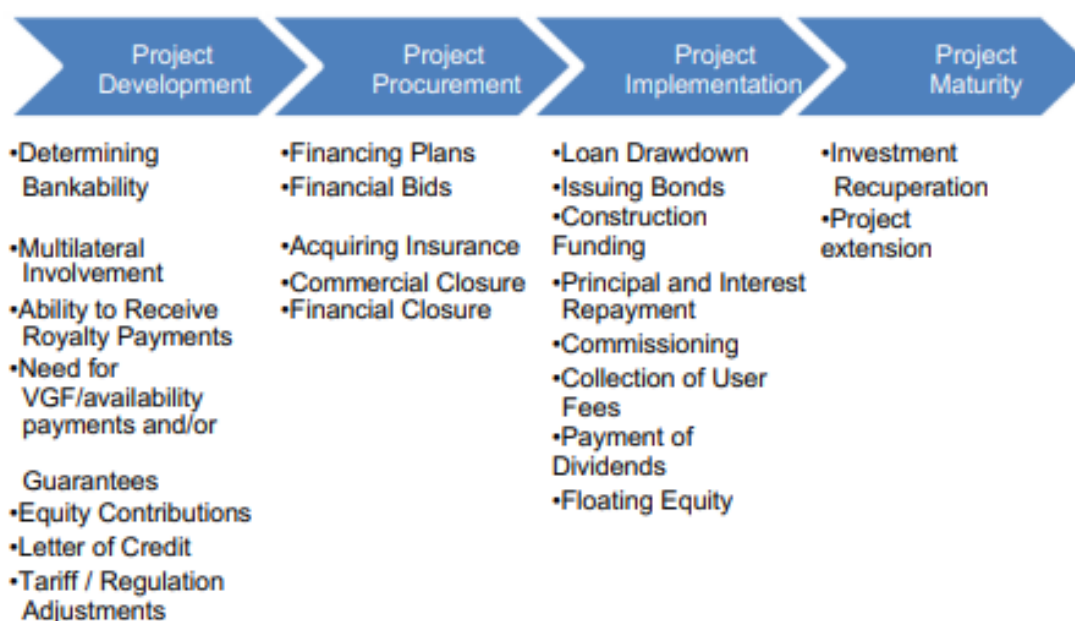 Project
Development
Project
Procurement
Project
Implementation
Project
Maturity
•Determining
Bankability
•Multilateral
Involvement
•Ability to Receive
Royalty Payments
•Need for
VGF/availability
payments and/or
Guarantees
•Equity Contributions
•Letter of Credit
•Tariff / Regulation
Adjustments
•Financing Plans
•Financial Bids
•Acquiring Insurance
•Commercial Closure
•Financial Closure
•Loan Drawdown
•Issuing Bonds
•Construction
Funding
•Principal and Interest
Repayment
•Commissioning
•Collection of User
Fees
•Payment of
Dividends
•Floating Equity
•Investment
Recuperation
•Project
extension